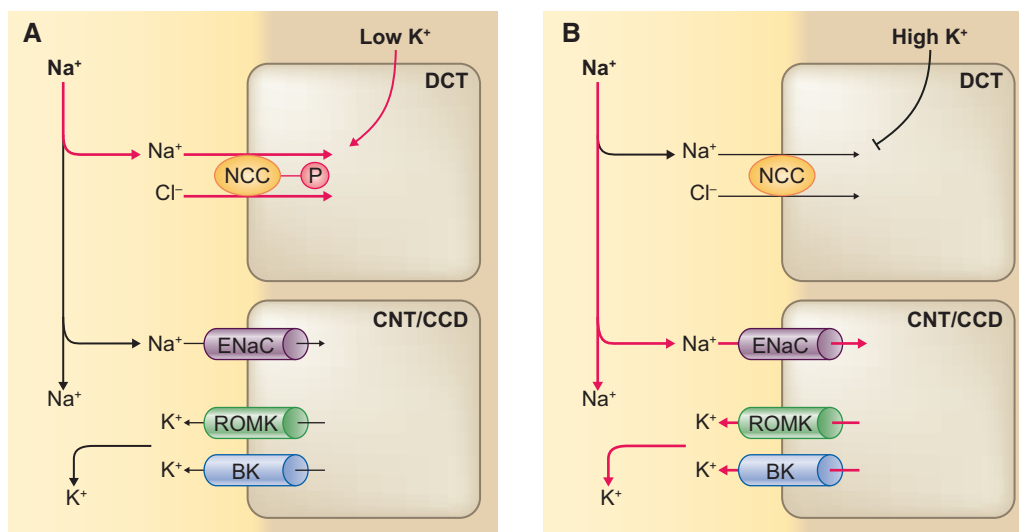 A
Low K⁺
Na⁺
DCT
Na⁺
NCC
P
Cl⁻
CNT/CCD
Na⁺
ENaC
Na⁺
K⁺
ROMK
K⁺
BK
K⁺
B
High K⁺
Na⁺
DCT
Na⁺
NCC
Cl⁻
CNT/CCD
Na⁺
ENaC
Na⁺
K⁺
ROMK
K⁺
BK
K⁺